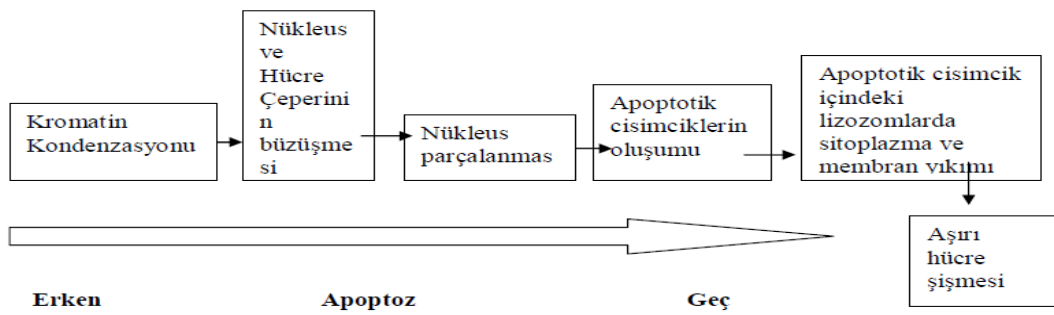 Kromatin
Kondenzasyonu
Nükleus
ve
Hücre
Çeperini
n
büzüşme
si
Nükleus
parçalanmas
Apoptotik
cisimciklerin
oluşumu
Apoptotik cisimcik
içindeki
lizozomlarda
sitoplazma ve
membran yıkımı
Aşırı
hücre
şişmesi
Erken
Apoptoz
Geç